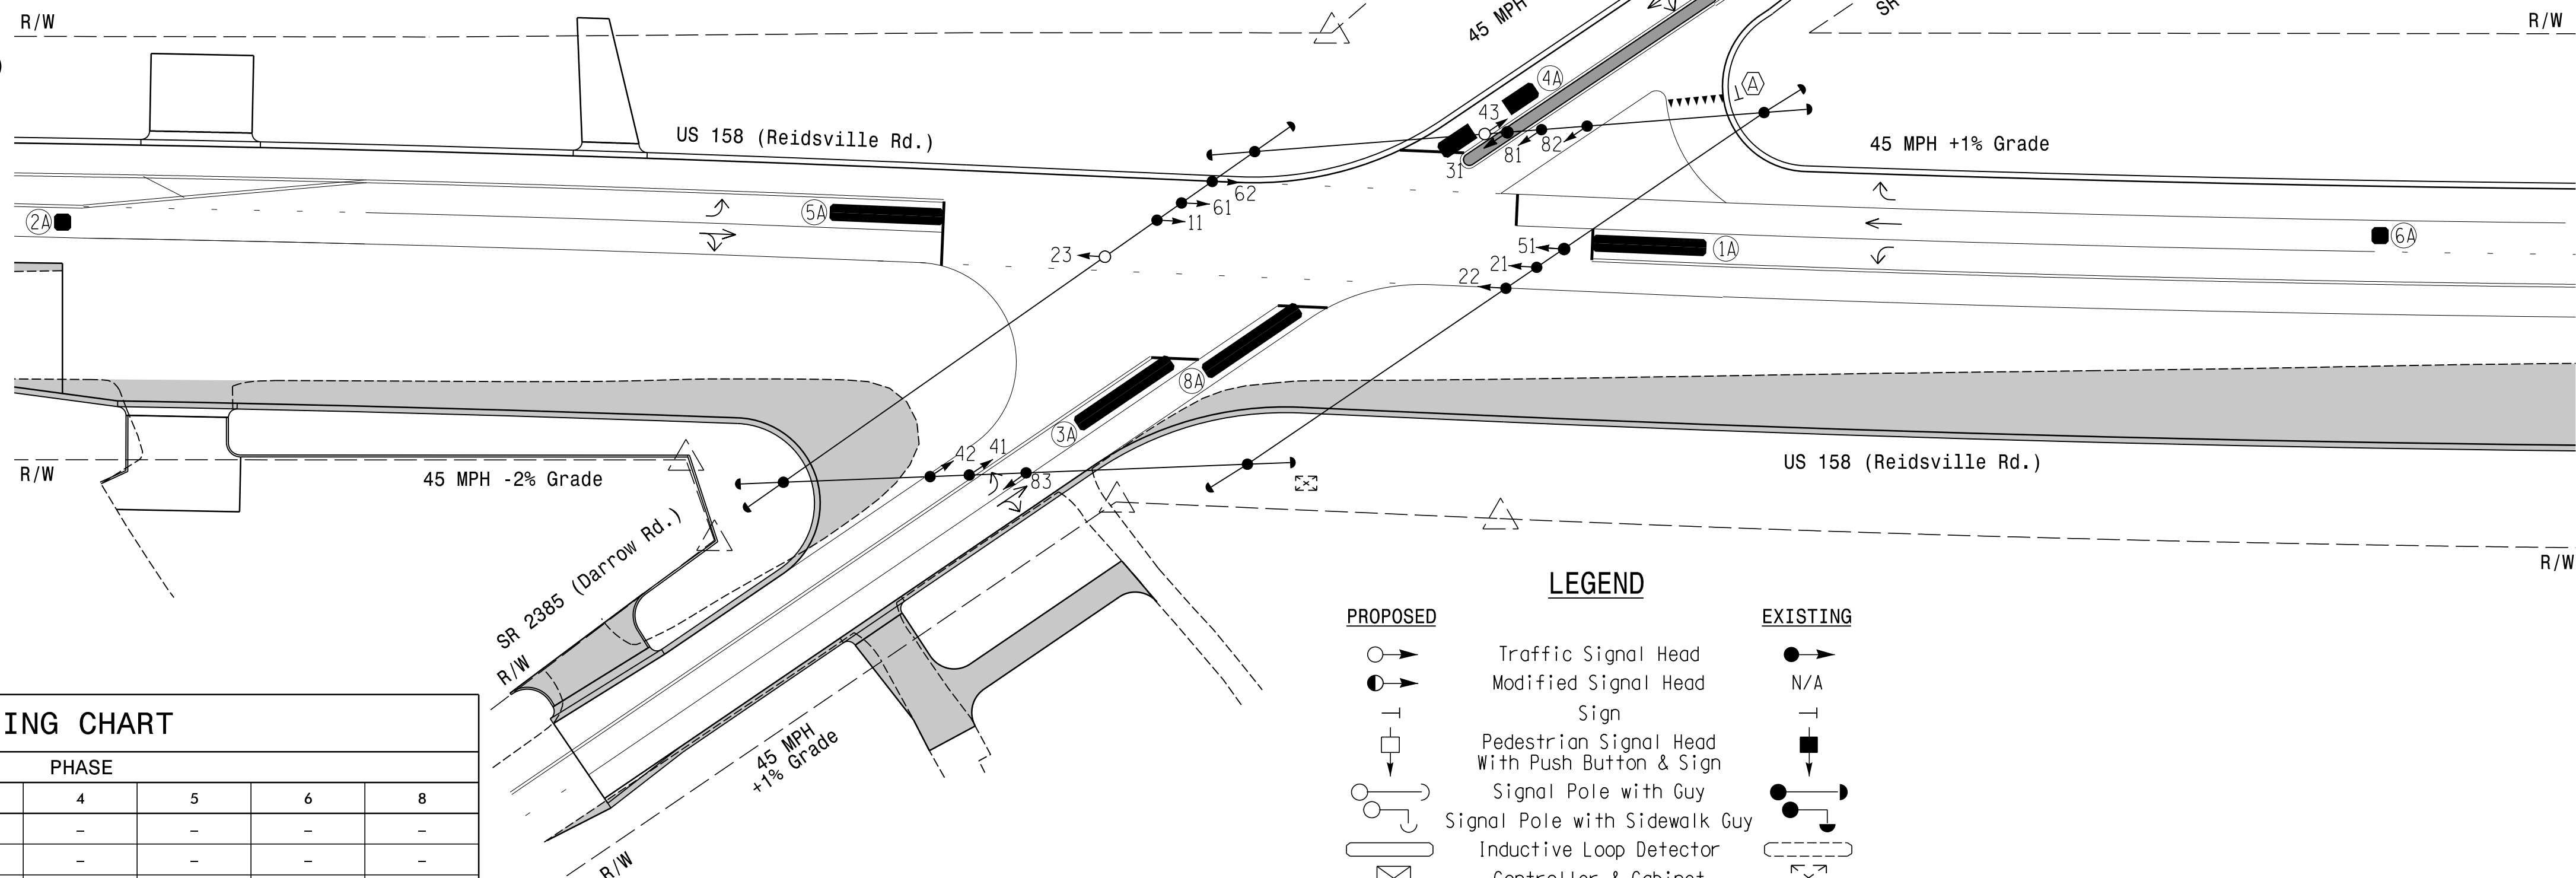 R/W
45 MPH
SR
R/W
US 158 (Reidsville Rd.)
4A
43
A
31
81
82
45 MPH +1% Grade
2A
5A
62
61
11
23
51
21
22
1A
6A
3A
8A
42
41
83
R/W
45 MPH -2% Grade
US 158 (Reidsville Rd.)
R/W
SR 2385 (Darrow Rd.)
R/W
45 MPH
+1% Grade
R/W
ING CHART
PHASE
4 5 6 8
- - - -
- - - -
LEGEND
PROPOSED EXISTING
Traffic Signal Head
Modified Signal Head N/A
Sign
Pedestrian Signal Head
With Push Button & Sign
Signal Pole with Guy
Signal Pole with Sidewalk Guy
Inductive Loop Detector
Controller & Cabinet